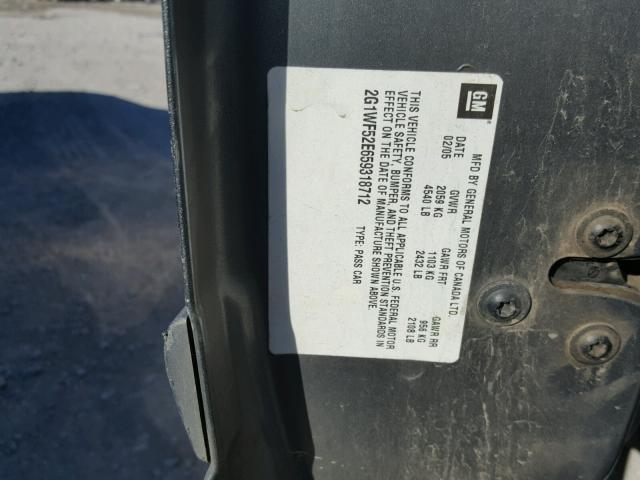 GM
MFD BY GENERAL MOTORS OF CANADA LTD.
DATE GVWR GAWR FRT GAWR RR
02/05 2059 KG 1103 KG 956 KG
4540 LB 2432 LB 2108 LB
THIS VEHICLE CONFORMS TO ALL APPLICABLE U.S. FEDERAL MOTOR
VEHICLE SAFETY, BUMPER, AND THEFT PREVENTION STANDARDS IN
EFFECT ON THE DATE OF MANUFACTURE SHOWN ABOVE.
2G1WF52E659318712 TYPE: PASS CAR